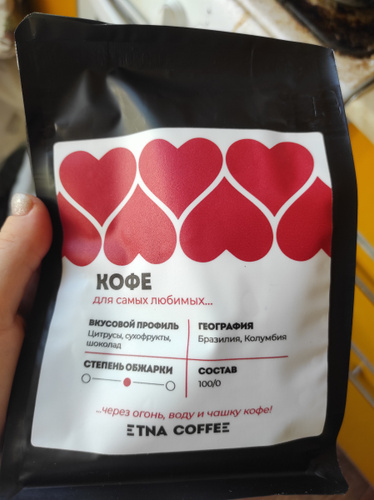 КОФЕ
для самых любимых...
ВКУСОВОЙ ПРОФИЛЬ
Цитрусы, сухофрукты,
шоколад
ГЕОГРАФИЯ
Бразилия, Колумбия
СТЕПЕНЬ ОБЖАРКИ
СОСТАВ
100/0
...через огонь, воду и чашку кофе!
ETNA COFFEE